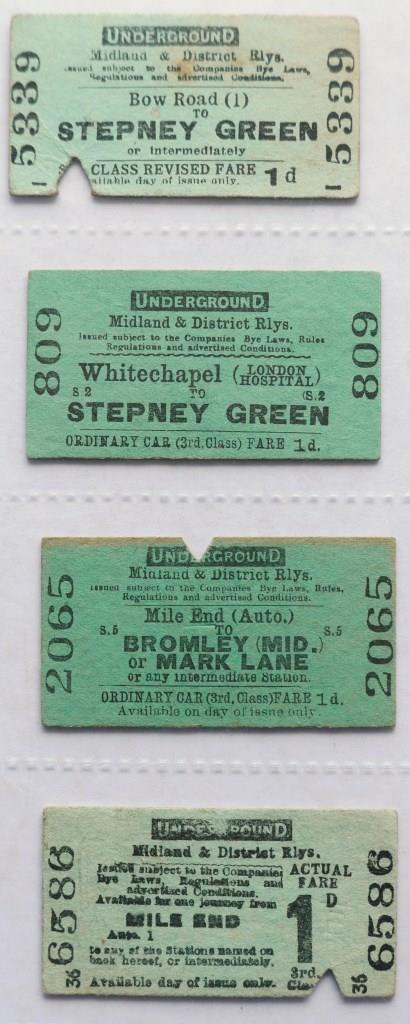 UNDERGROUND
Midland & District Rlys.
Issued subject to the Companies Bye Laws,
Regulations and advertised Conditions.
Bow Road (1)
TO
STEPNEY GREEN
or intermediately
CLASS REVISED FARE 1d
available day of issue only.
1 5339
1 5339
UNDERGROUND
Midland & District Rlys.
Issued subject to the Companies Bye Laws, Rules
Regulations and advertised Conditions.
Whitechapel (LONDON HOSPITAL)
S.2 TO (S.2
STEPNEY GREEN
ORDINARY CAR (3rd. Class) FARE 1d.
809
809
UNDERGROUND
Midland & District Rlys.
Issued subject to the Companies Bye Laws, Rules,
Regulations and advertised Conditions.
Mile End (Auto.)
S.5 TO S.5
BROMLEY (MID.)
or MARK LANE
or any intermediate Station.
ORDINARY CAR (3rd. Class) FARE 1d.
Available on day of issue only.
2065
2065
UNDERGROUND
Midland & District Rlys.
Issued subject to the Companies
Bye Laws, Regulations and
advertised Conditions.
Available for one journey from
MILE END
Auto. 1
to any of the Stations named on
back hereof, or intermediately.
Available day of issue only.
ACTUAL
FARE
1D
3rd.
Cla
36 6586
36 6586